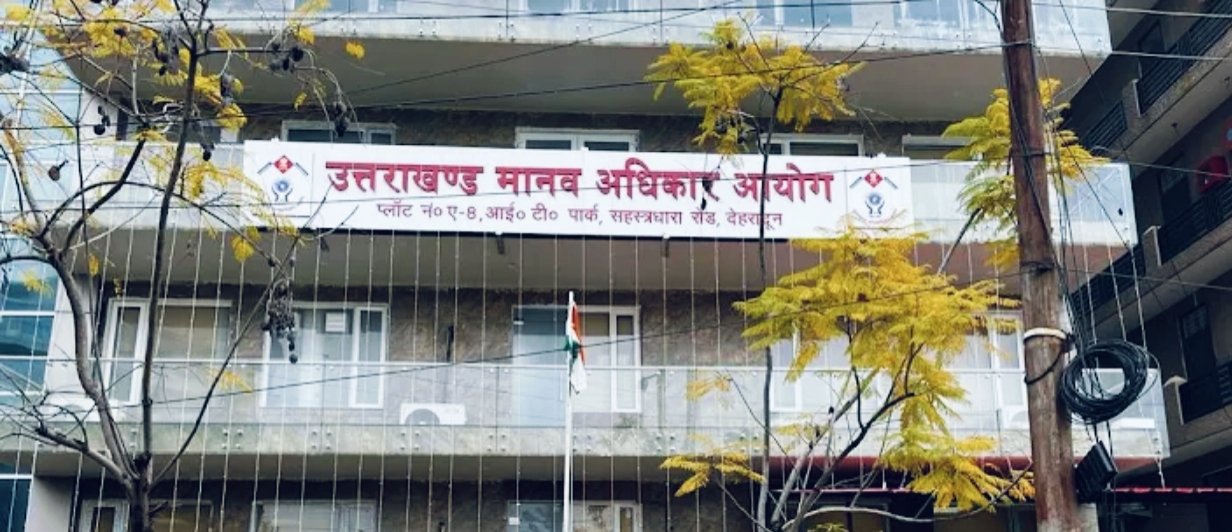 उत्तराखण्ड मानव अधिकार आयोग
प्लॉट नं० ए-8, आई० टी० पार्क, सहस्त्रधारा रोड, देहरादून